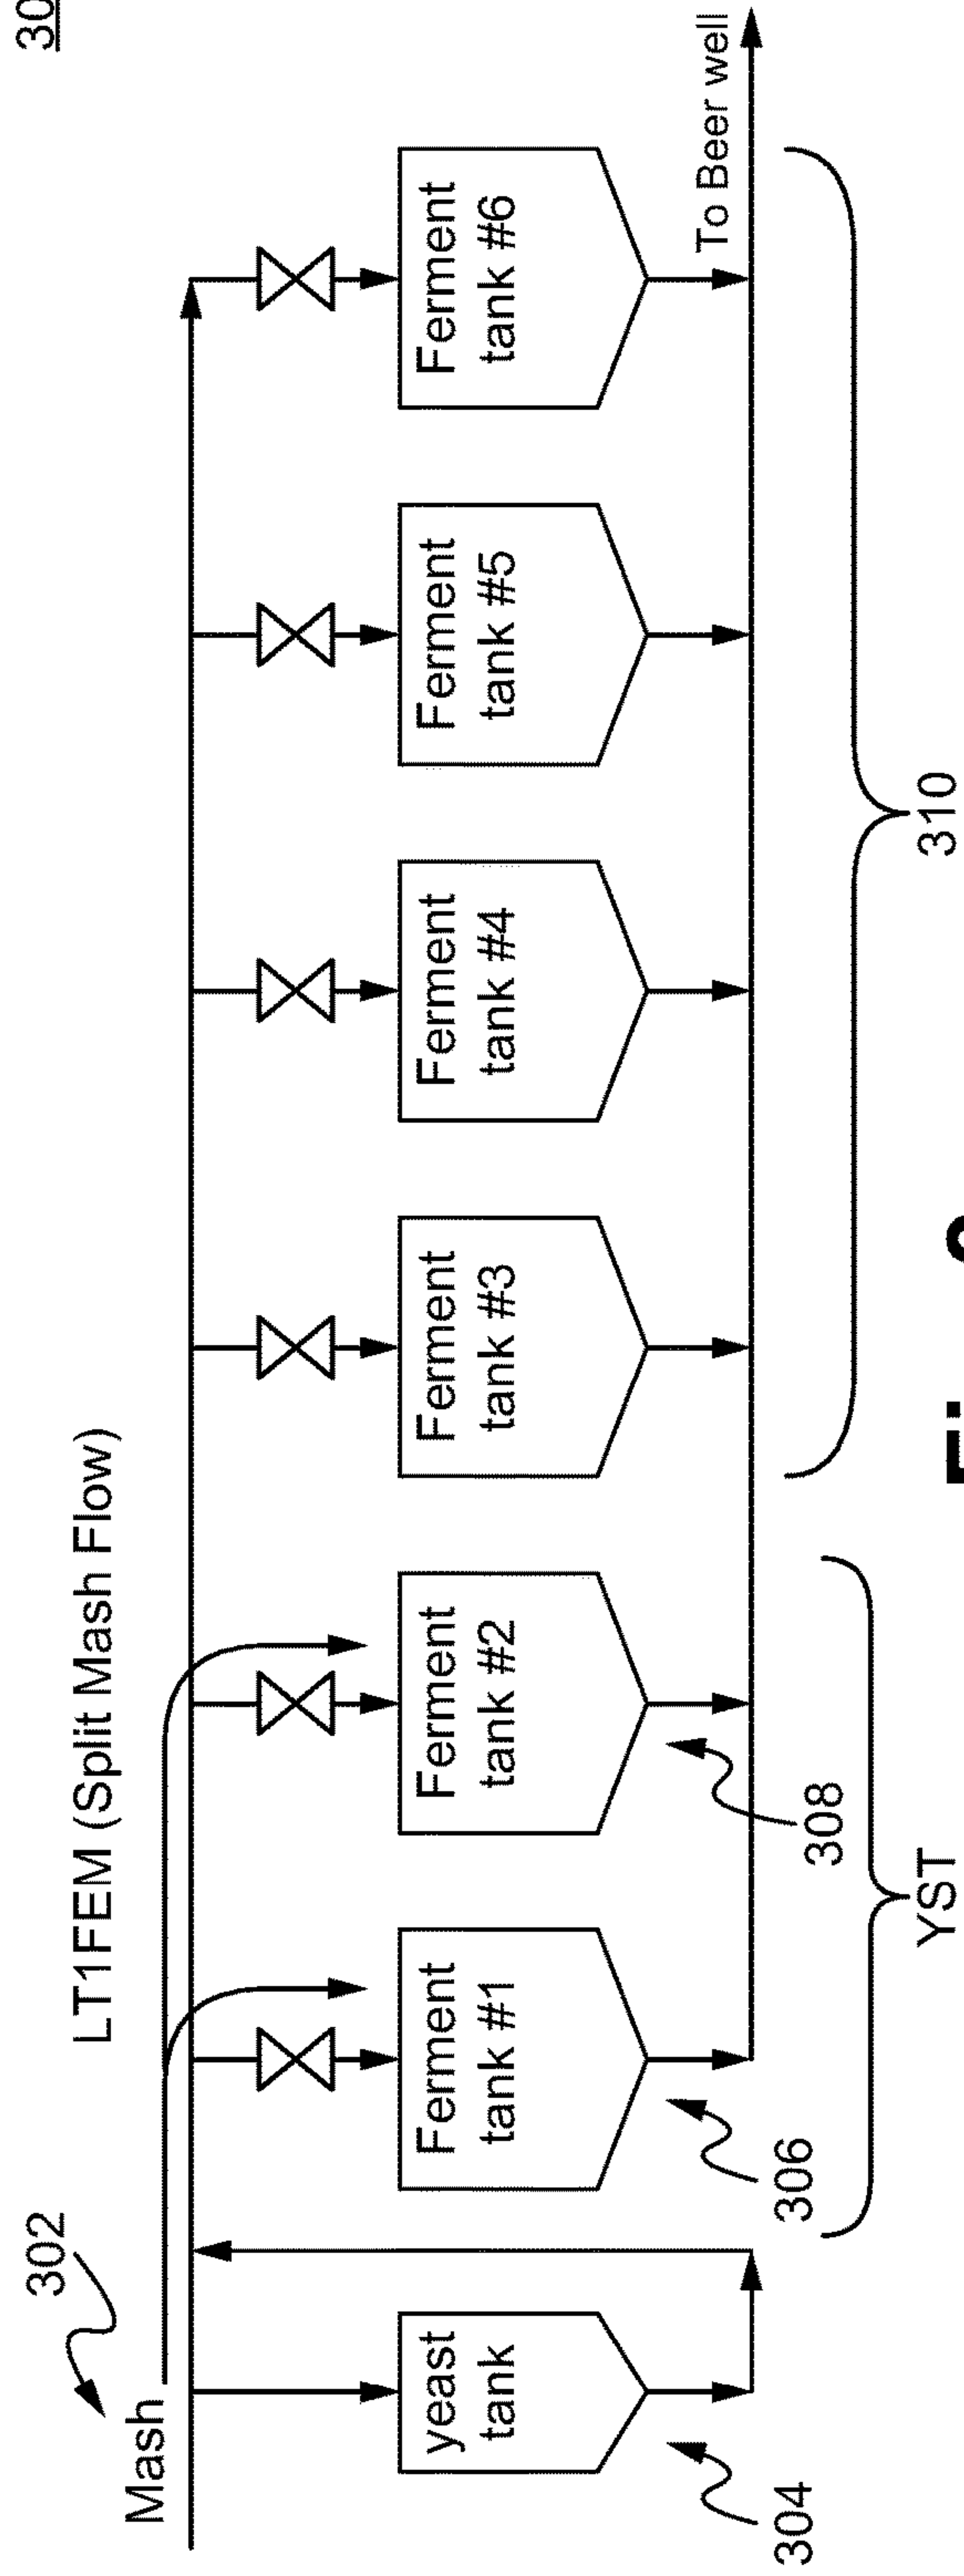 30
302
LT1FEM (Split Mash Flow)
Mash
yeast
tank
Ferment
tank #1
Ferment
tank #2
Ferment
tank #3
Ferment
tank #4
Ferment
tank #5
Ferment
tank #6
To Beer well
304
306
308
YST
310